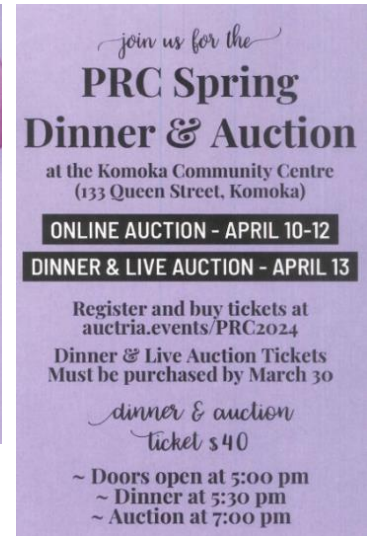 join us for the
PRC Spring
Dinner & Auction
at the Komoka Community Centre
(133 Queen Street, Komoka)
ONLINE AUCTION - APRIL 10-12
DINNER & LIVE AUCTION - APRIL 13
Register and buy tickets at
auctria.events/PRC2024
Dinner & Live Auction Tickets
Must be purchased by March 30
dinner & auction
ticket $40
~ Doors open at 5:00 pm
~ Dinner at 5:30 pm
~ Auction at 7:00 pm